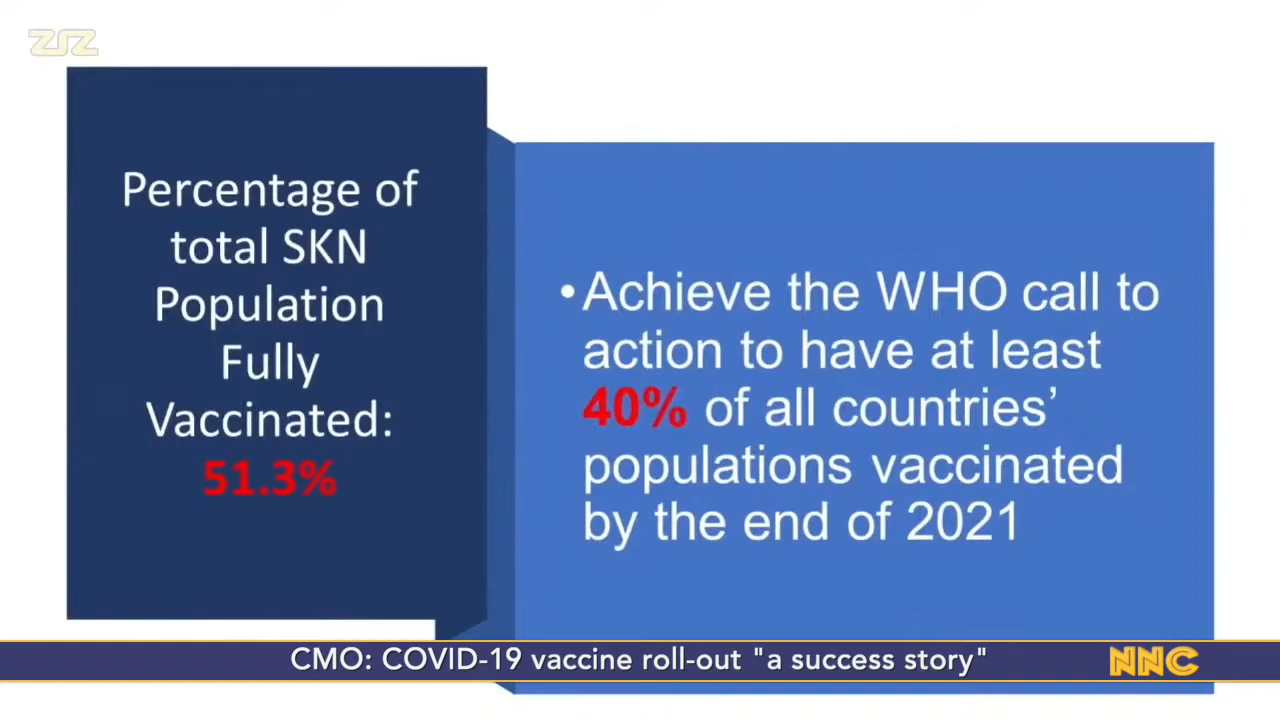 ZIZ
Percentage of
total SKN
Population
Fully
Vaccinated:
51.3%
•Achieve the WHO call to
action to have at least
40% of all countries’
populations vaccinated
by the end of 2021
CMO: COVID-19 vaccine roll-out "a success story"
NNC